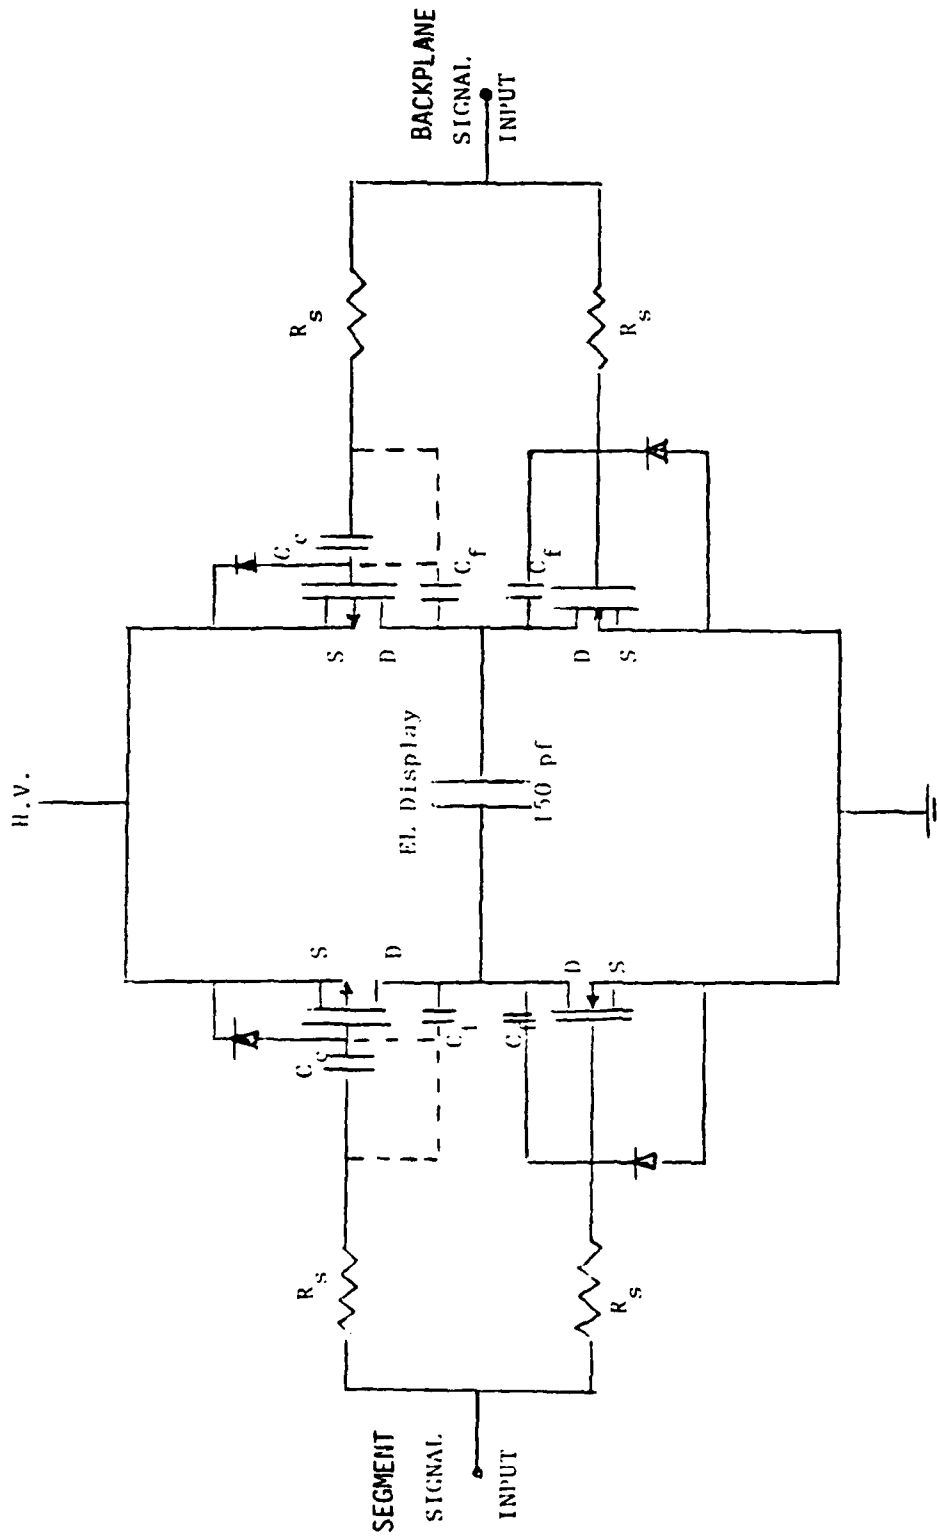 H.V.
BACKPLANE
SIGNAL
INPUT
R s
R s
C c
C f
C f
S
D
D
S
EL Display
150 pf
S
D
D
S
C c
R s
R s
SEGMENT
SIGNAL
INPUT